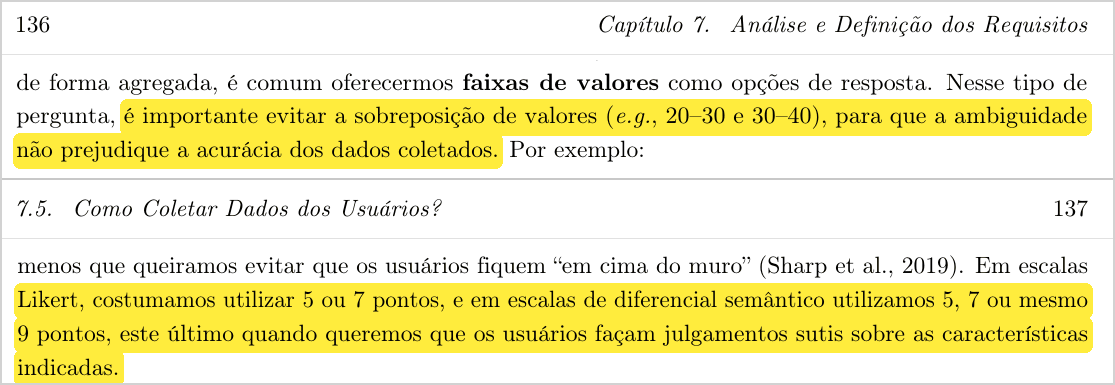 136 Capítulo 7. Análise e Definição dos Requisitos
de forma agregada, é comum oferecermos faixas de valores como opções de resposta. Nesse tipo de
pergunta, é importante evitar a sobreposição de valores (e.g., 20–30 e 30–40), para que a ambiguidade
não prejudique a acurácia dos dados coletados. Por exemplo:
7.5. Como Coletar Dados dos Usuários? 137
menos que queiramos evitar que os usuários fiquem “em cima do muro” (Sharp et al., 2019). Em escalas
Likert, costumamos utilizar 5 ou 7 pontos, e em escalas de diferencial semântico utilizamos 5, 7 ou mesmo
9 pontos, este último quando queremos que os usuários façam julgamentos sutis sobre as características
indicadas.